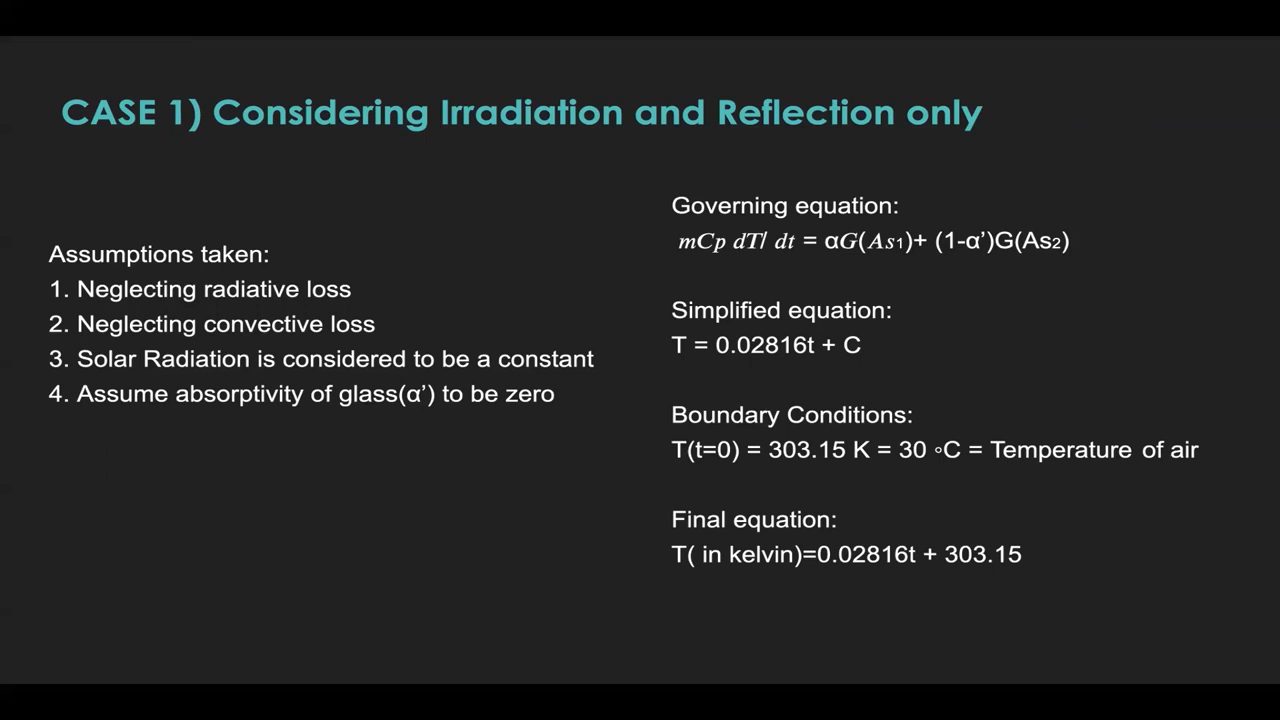 CASE 1) Considering Irradiation and Reflection only
Assumptions taken:
1. Neglecting radiative loss
2. Neglecting convective loss
3. Solar Radiation is considered to be a constant
4. Assume absorptivity of glass(α’) to be zero
Governing equation:
mCp dT/ dt = αG(As1)+ (1-α’)G(As2)
Simplified equation:
T = 0.02816t + C
Boundary Conditions:
T(t=0) = 303.15 K = 30 ∘C = Temperature of air
Final equation:
T( in kelvin)=0.02816t + 303.15